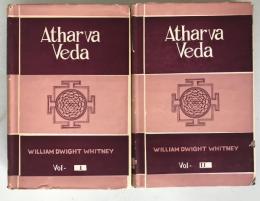 Atharva
Veda
WILLIAM DWIGHT WHITNEY
Vol- I
Atharva
Veda
WILLIAM DWIGHT WHITNEY
Vol- II